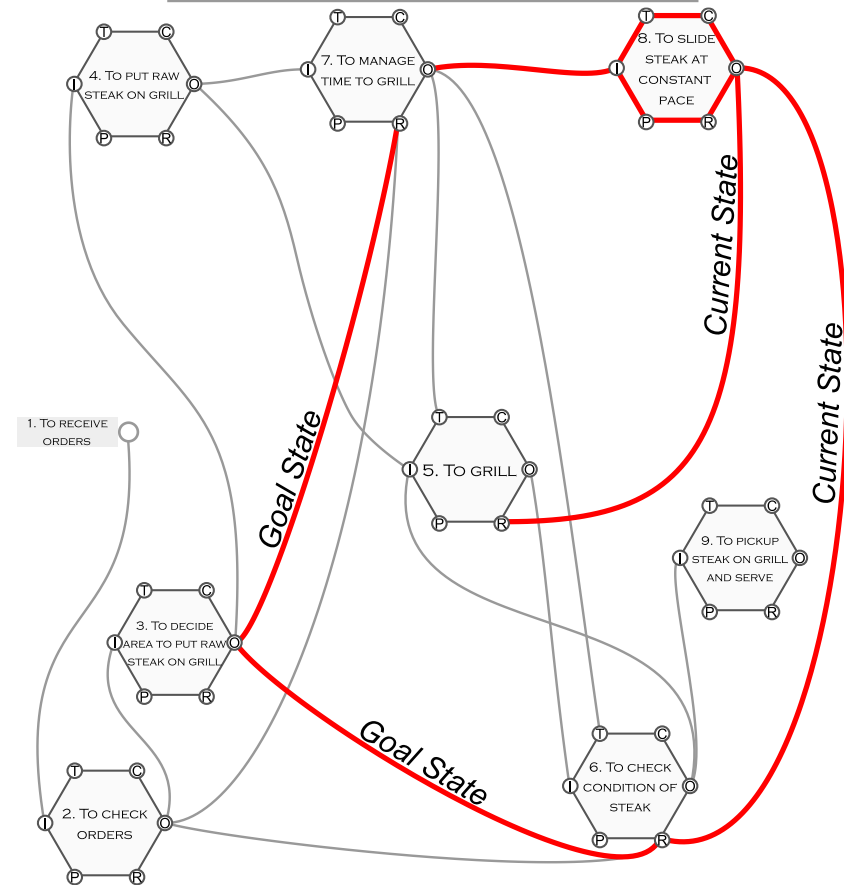 T C
I 4. To put raw O
steak on grill
P R
T C
I 7. To manage O
time to grill
P R
T C
8. To slide
I steak at O
constant
pace
P R
Current State
Current State
Goal State
1. To receive
orders
T C
I 5. To grill O
P R
T C
9. To pickup
I steak on grill O
and serve
P R
T C
3. To decide
I area to put raw O
steak on grill
P R
Goal State
T C
6. To check
I condition of O
steak
P R
T C
2. To check
I orders O
P R